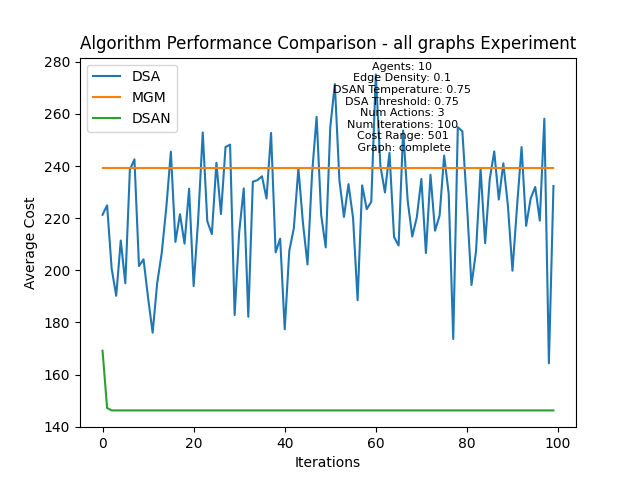 Algorithm Performance Comparison - all graphs Experiment
DSA
MGM
DSAN
Agents: 10
Edge Density: 0.1
DSAN Temperature: 0.75
DSA Threshold: 0.75
Num Actions: 3
Num Iterations: 100
Cost Range: 501
Graph: complete
Average Cost
280
260
240
220
200
180
160
140
0
20
40
60
80
100
Iterations